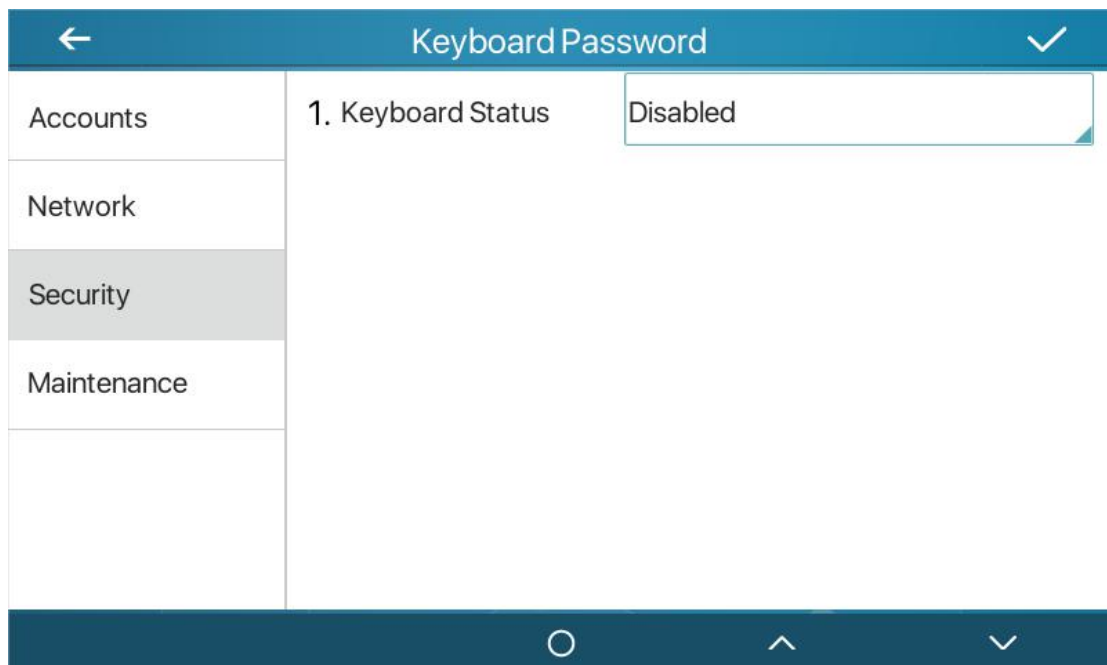 Keyboard Password
Accounts
Network
Security
Maintenance
1. Keyboard Status
Disabled